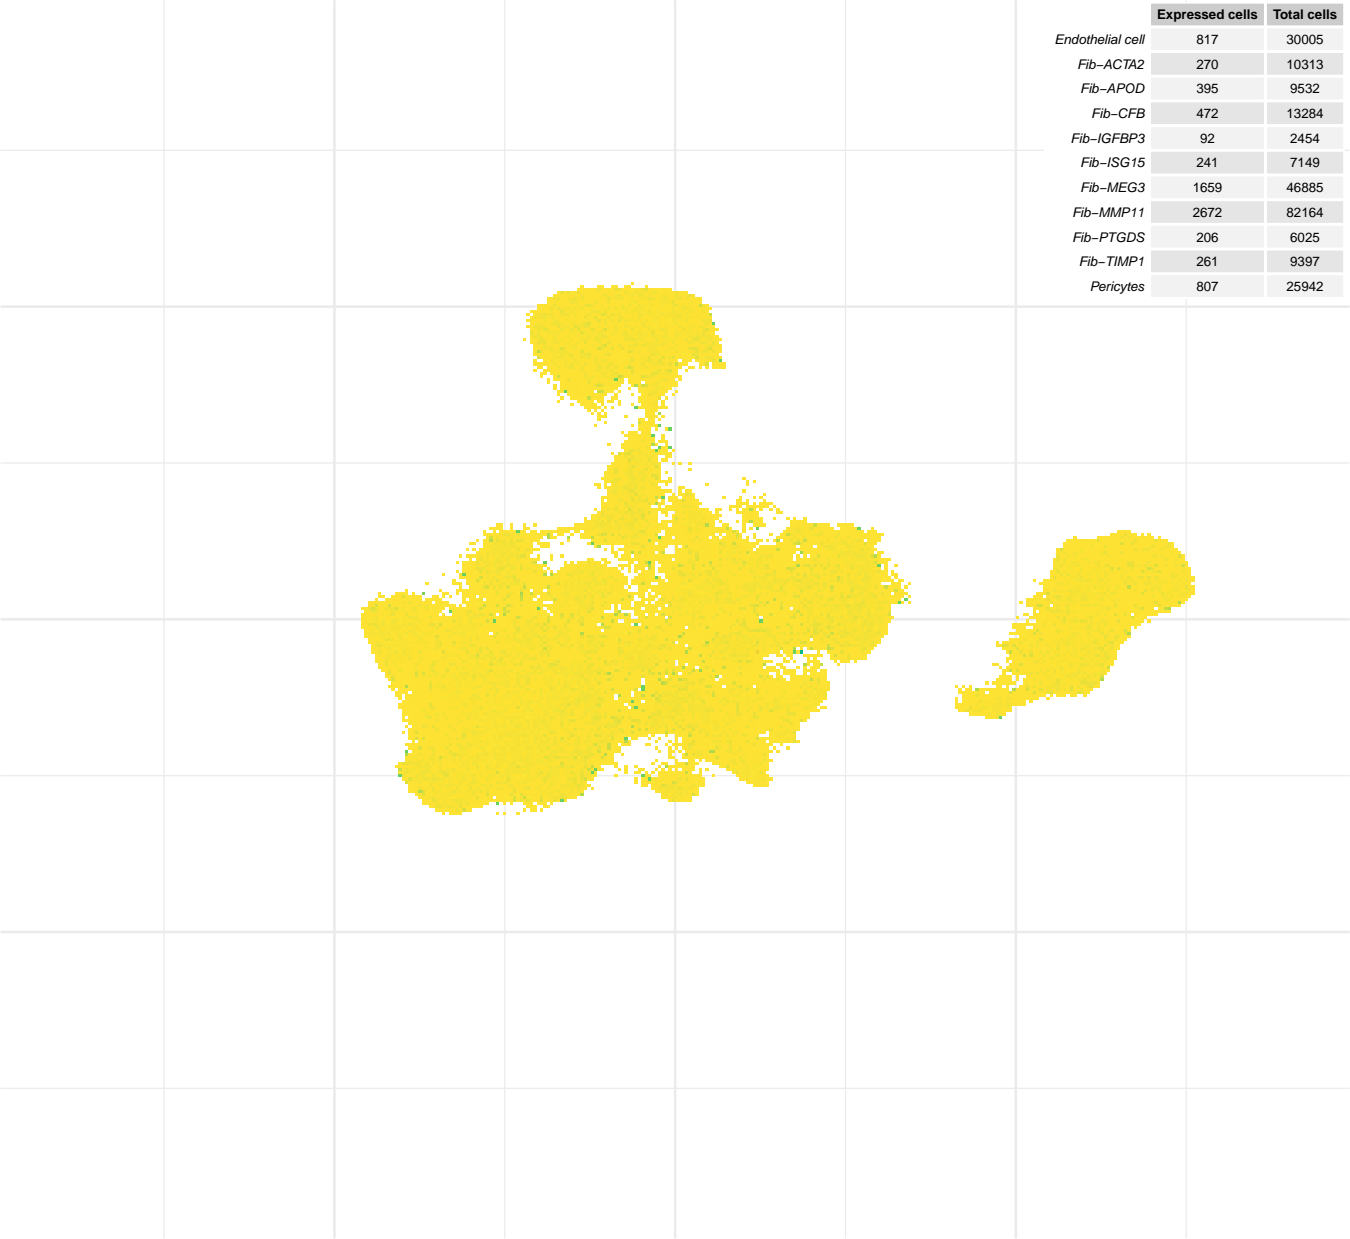 Expressed cells Total cells
Endothelial cell 817 30005
Fib−ACTA2 270 10313
Fib−APOD 395 9532
Fib−CFB 472 13284
Fib−IGFBP3 92 2454
Fib−ISG15 241 7149
Fib−MEG3 1659 46885
Fib−MMP11 2672 82164
Fib−PTGDS 206 6025
Fib−TIMP1 261 9397
Pericytes 807 25942